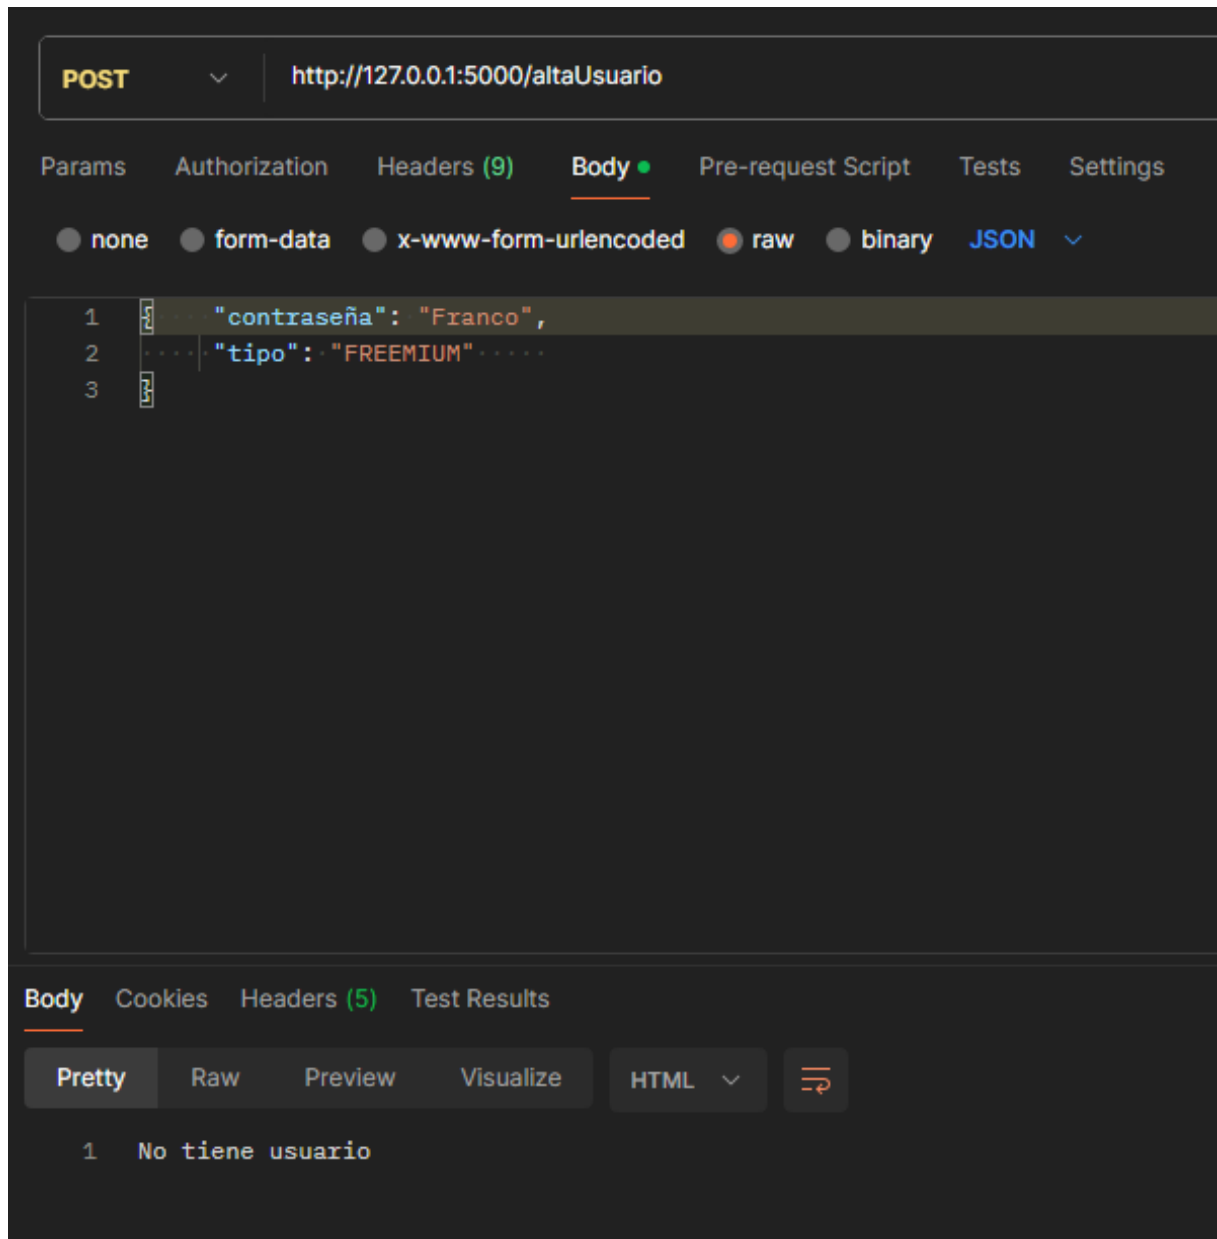 POST http://127.0.0.1:5000/altaUsuario
Params Authorization Headers (9) Body Pre-request Script Tests Settings
none form-data x-www-form-urlencoded raw binary JSON
1 { "contraseña": "Franco",
2 "tipo": "FREEMIUM"
3 }
Body Cookies Headers (5) Test Results
Pretty Raw Preview Visualize HTML
1 No tiene usuario